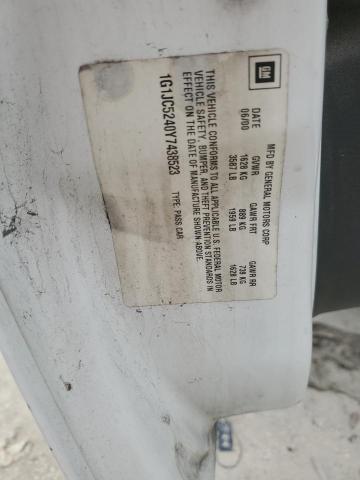 GM
MFD BY GENERAL MOTORS CORP
DATE GVWR GAWR FRT GAWR RR
06/00 1628 KG 889 KG 739 KG
3587 LB 1959 LB 1628 LB
THIS VEHICLE CONFORMS TO ALL APPLICABLE U.S. FEDERAL MOTOR
VEHICLE SAFETY, BUMPER, AND THEFT PREVENTION STANDARDS IN
EFFECT ON THE DATE OF MANUFACTURE SHOWN ABOVE.
1G1JC5240Y7438523 TYPE: PASS CAR